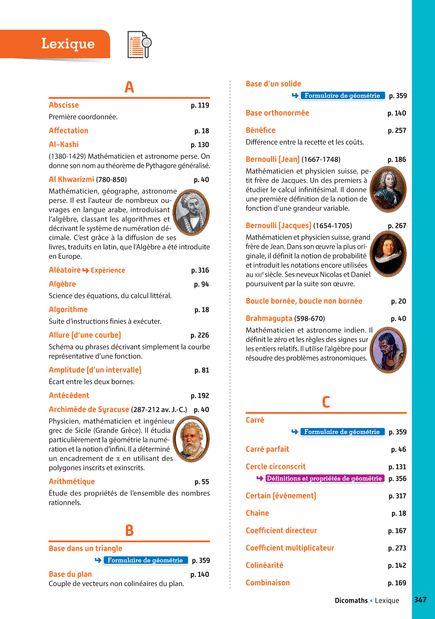 Lexique
A
Abscisse p. 119
Première coordonnée.
Affectation p. 18
Al-Kashi p. 130
(1380-1429) Mathématicien et astronome perse. On
donne son nom au théorème de Pythagore généralisé.
Al Khwarizmi (780-850) p. 40
Mathématicien, géographe, astronome
perse. Il est l'auteur de nombreux ou-
vrages en langue arabe, introduisant
l'algèbre, classant les algorithmes et
décrivant le système de numération dé-
cimale. C'est grâce à la diffusion de ses
livres, traduits en latin, que l'Algèbre a été introduite
en Europe.
Aléatoire Expérience p. 316
Algèbre p. 94
Science des équations, du calcul littéral.
Algorithme p. 18
Suite d'instructions finies à exécuter.
Allure (d'une courbe) p. 226
Schéma ou phrases décrivant simplement la courbe
représentative d'une fonction.
Amplitude (d'un intervalle) p. 81
Écart entre les deux bornes.
Antécédent p. 192
Archimède de Syracuse (287-212 av. J.-C.) p. 40
Physicien, mathématicien et ingénieur
grec de Sicile (Grande Grèce). Il étudia
particulièrement la géométrie la numé-
ration et la notion d'infini. Il a déterminé
un encadrement de π en utilisant des
polygones inscrits et exinscrits.
Arithmétique p. 55
Étude des propriétés de l'ensemble des nombres
rationnels.
B
Base dans un triangle
Formulaire de géométrie p. 359
Base du plan p. 140
Couple de vecteurs non colinéaires du plan.
Base d'un solide
Formulaire de géométrie p. 359
Base orthonormée p. 140
Bénéfice p. 257
Différence entre la recette et les coûts.
Bernoulli (Jean) (1667-1748) p. 186
Mathématicien et physicien suisse, pe-
tit frère de Jacques. Un des premiers à
étudier le calcul infinitésimal. Il donne
une première définition de la notion de
fonction d'une grandeur variable.
Bernoulli (Jacques) (1654-1705) p. 267
Mathématicien et physicien suisse, grand
frère de Jean. Dans son œuvre la plus ori-
ginale, il définit la notion de probabilité
et introduit les notations encore utilisées
au XXIe siècle. Ses neveux Nicolas et Daniel
poursuivent par la suite son œuvre.
Boucle bornée, boucle non bornée p. 20
Brahmagupta (598-670) p. 40
Mathématicien et astronome indien. Il
définit le zéro et les règles des signes sur
les entiers relatifs. Il utilise l'algèbre pour
résoudre des problèmes astronomiques.
C
Carré
Formulaire de géométrie p. 359
Carré parfait p. 46
Cercle circonscrit p. 131
Définitions et propriétés de géométrie p. 356
Certain (évènement) p. 317
Chaîne p. 18
Coefficient directeur p. 167
Coefficient multiplicateur p. 273
Colinéarité p. 142
Combinaison p. 169
Dicomaths • Lexique 347